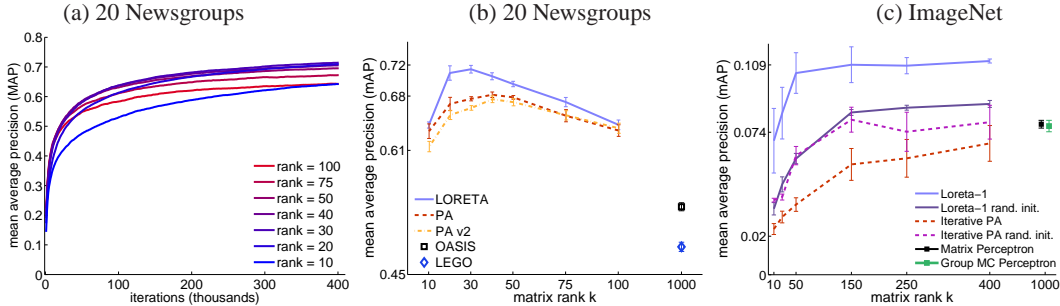 (a) 20 Newsgroups
mean average precision (MAP)
0.8
0.7
0.6
0.5
0.4
0.3
0.2
0.1
0
rank = 100
rank = 75
rank = 50
rank = 40
rank = 30
rank = 20
rank = 10
0 100 200 300 400
iterations (thousands)
(b) 20 Newsgroups
mean average precision (mAP)
0.72
0.68
0.61
0.45
LORETA
PA
PA v2
OASIS
LEGO
10 30 50 75 100 1000
matrix rank k
(c) ImageNet
mean average precision (mAP)
0.109
0.074
0.02
0
Loreta-1
Loreta-1 rand. init.
Iterative PA
Iterative PA rand. init.
Matrix Perceptron
Group MC Perceptron
10 50 150 250 400 1000
matrix rank k